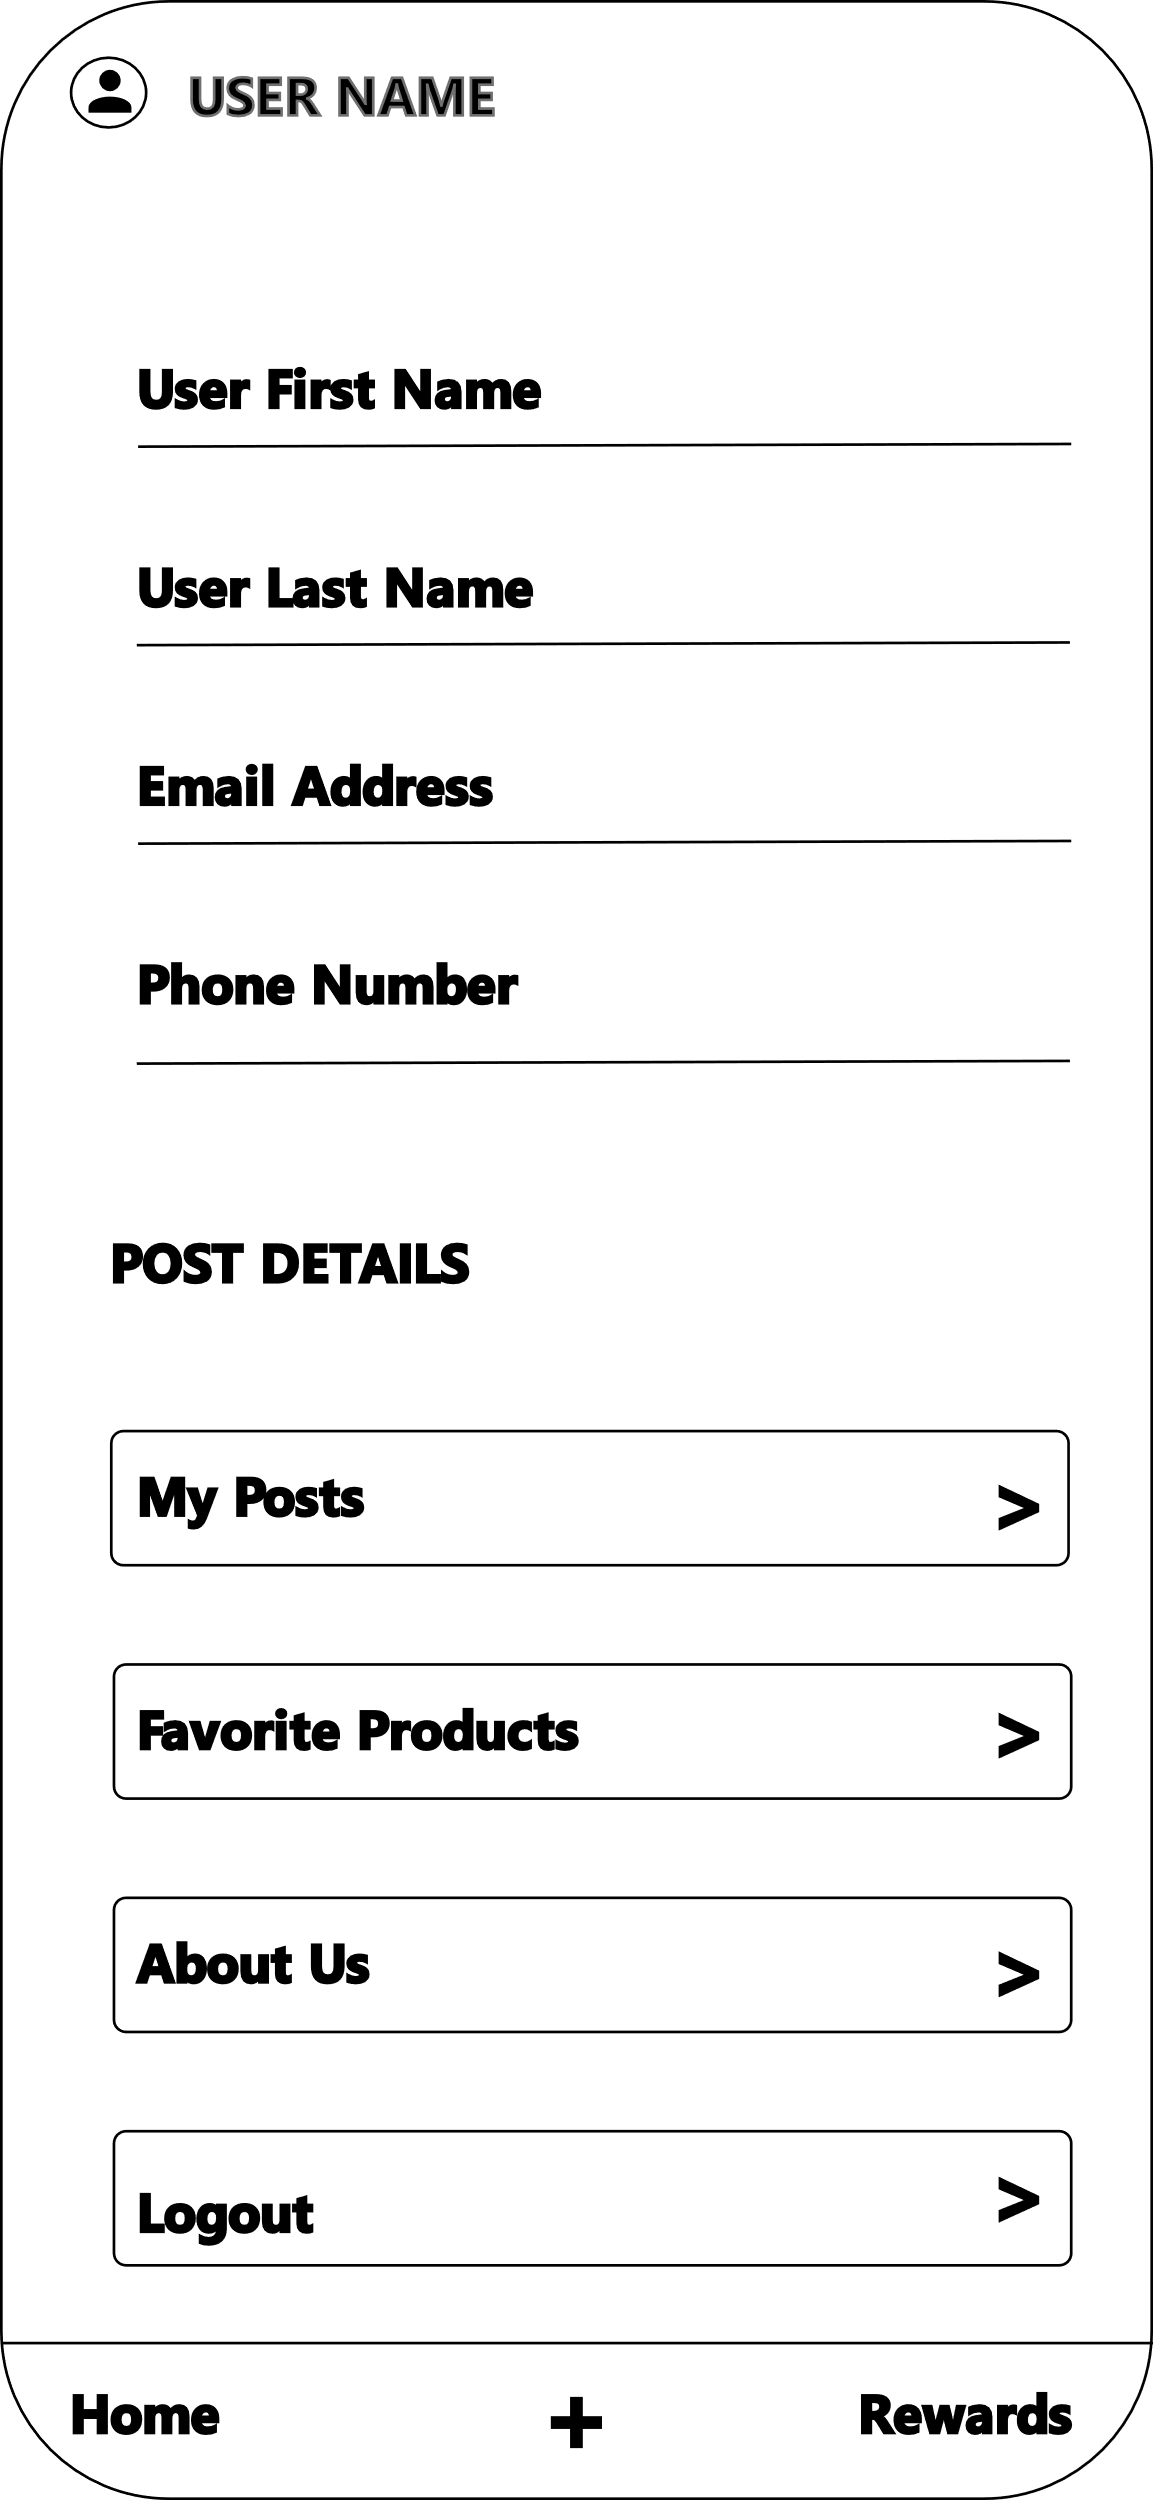 USER NAME
User First Name
User Last Name
Email Address
Phone Number
POST DETAILS
My Posts >
Favorite Products >
About Us >
Logout >
Home + Rewards